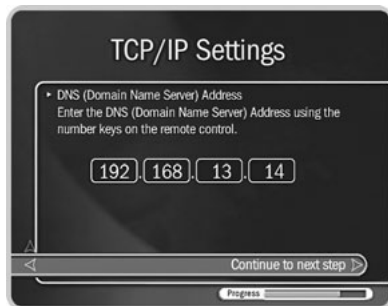 TCP/IP Settings
DNS (Domain Name Server) Address
Enter the DNS (Domain Name Server) Address using the
number keys on the remote control.
192.168.13.14
Continue to next step
Progress